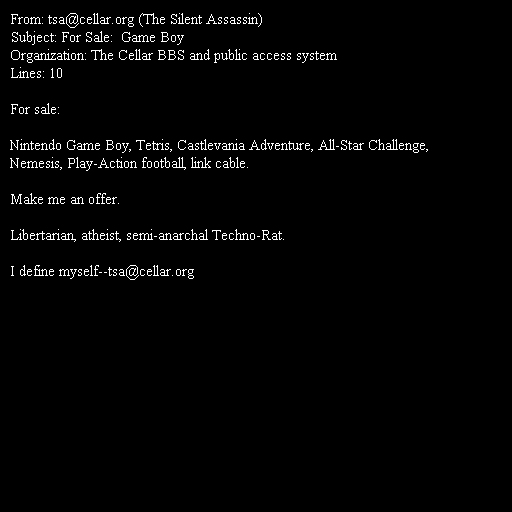 From: tsa@cellar.org (The Silent Assassin)
Subject: For Sale:  Game Boy
Organization: The Cellar BBS and public access system
Lines: 10

For sale:

Nintendo Game Boy, Tetris, Castlevania Adventure, All-Star Challenge,
Nemesis, Play-Action football, link cable.

Make me an offer.

Libertarian, atheist, semi-anarchal Techno-Rat.

I define myself--tsa@cellar.org